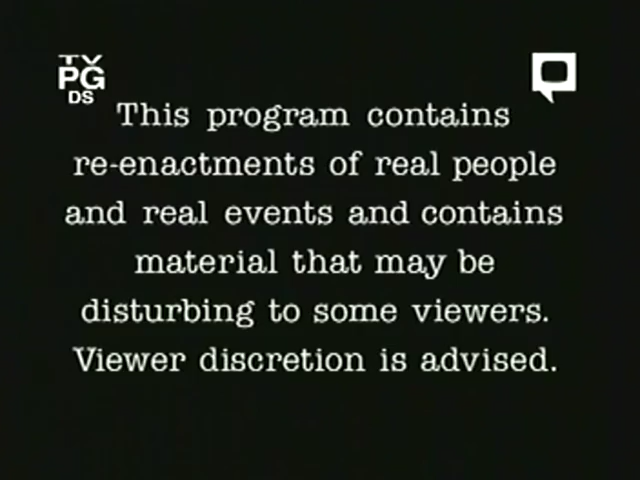 TV
PG
DS
This program contains
re-enactments of real people
and real events and contains
material that may be
disturbing to some viewers.
Viewer discretion is advised.